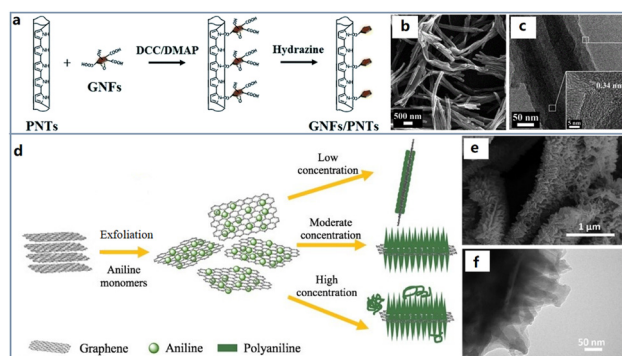 a
DCC/DMAP
Hydrazine
+
GNFs
PNTs
GNFs/PNTs
b
500 nm
c
0.34 nm
5 nm
50 nm
d
Exfoliation
Aniline
monomers
Low
concentration
Moderate
concentration
High
concentration
Graphene
Aniline
Polyaniline
e
1 μm
f
50 nm